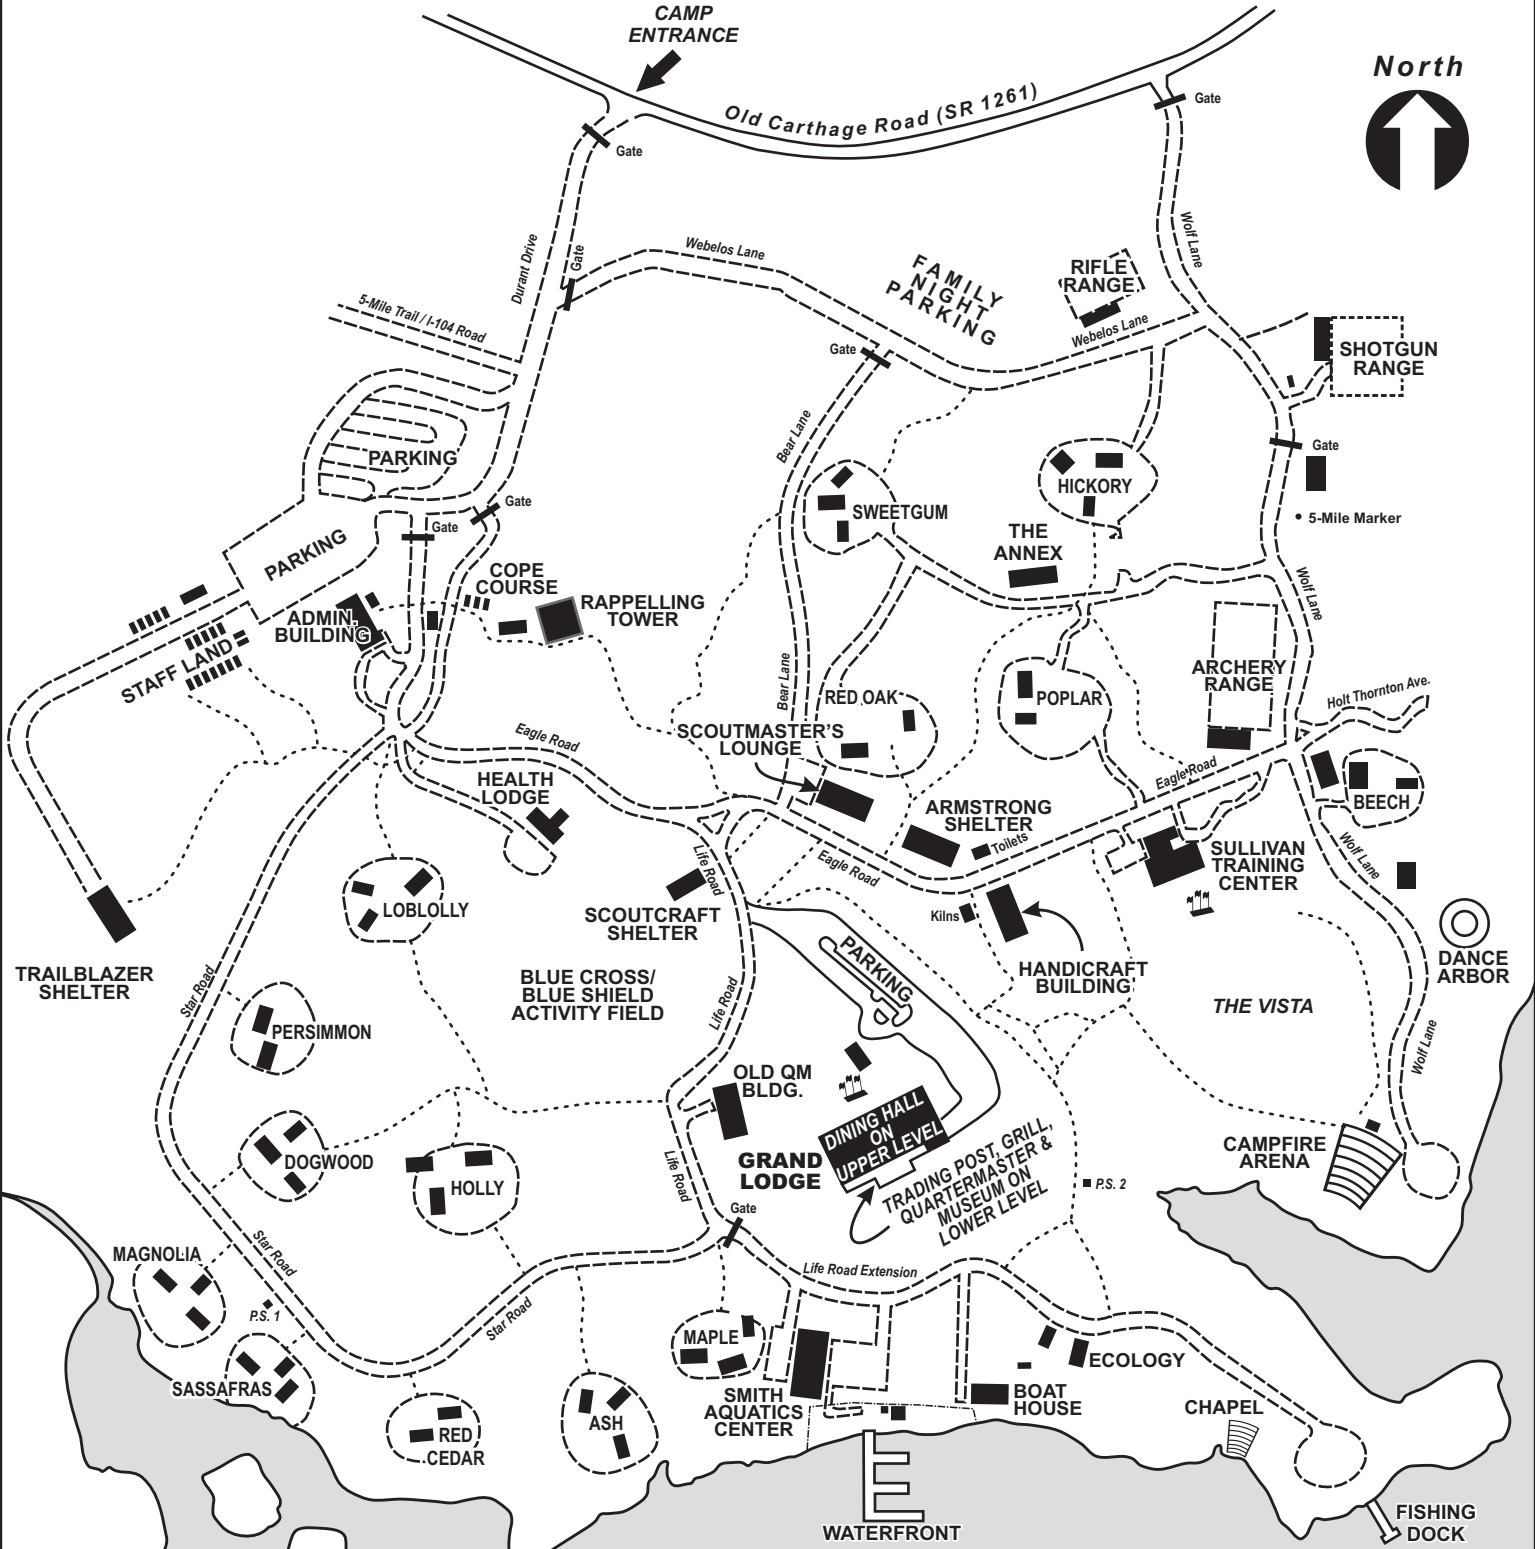 CAMP
ENTRANCE
North
Old Carthage Road (SR 1261)
Gate
Gate
Durant Drive
Gate
Webelos Lane
Wolf Lane
FAMILY
NIGHT
PARKING
RIFLE
RANGE
5-Mile Trail / I-104 Road
Webelos Lane
Gate
SHOTGUN
RANGE
Bear Lane
PARKING
Gate
HICKORY
Gate
SWEETGUM
5-Mile Marker
Gate
THE
ANNEX
PARKING
COPE
COURSE
RAPPELLING
TOWER
Wolf Lane
ADMIN.
BUILDING
STAFF LAND
Bear Lane
RED OAK
POPLAR
ARCHERY
RANGE
Holt Thornton Ave.
Eagle Road
SCOUTMASTER'S
LOUNGE
HEALTH
LODGE
Eagle Road
BEECH
ARMSTRONG
SHELTER
Toilets
Life Road
Eagle Road
SULLIVAN
TRAINING
CENTER
Wolf Lane
LOBLOLLY
SCOUTCRAFT
SHELTER
Kilns
PARKING
HANDICRAFT
BUILDING
DANCE
ARBOR
TRAILBLAZER
SHELTER
Star Road
BLUE CROSS/
BLUE SHIELD
ACTIVITY FIELD
Life Road
THE VISTA
PERSIMMON
Wolf Lane
OLD QM
BLDG.
DINING HALL
ON
UPPER LEVEL
GRAND
LODGE
TRADING POST, GRILL,
QUARTERMASTER &
MUSEUM ON
LOWER LEVEL
CAMPFIRE
ARENA
DOGWOOD
HOLLY
Life Road
P.S. 2
Gate
MAGNOLIA
Star Road
Life Road Extension
P.S. 1
Star Road
MAPLE
ECOLOGY
SASSAFRAS
SMITH
AQUATICS
CENTER
BOAT
HOUSE
CHAPEL
ASH
RED
CEDAR
WATERFRONT
FISHING
DOCK